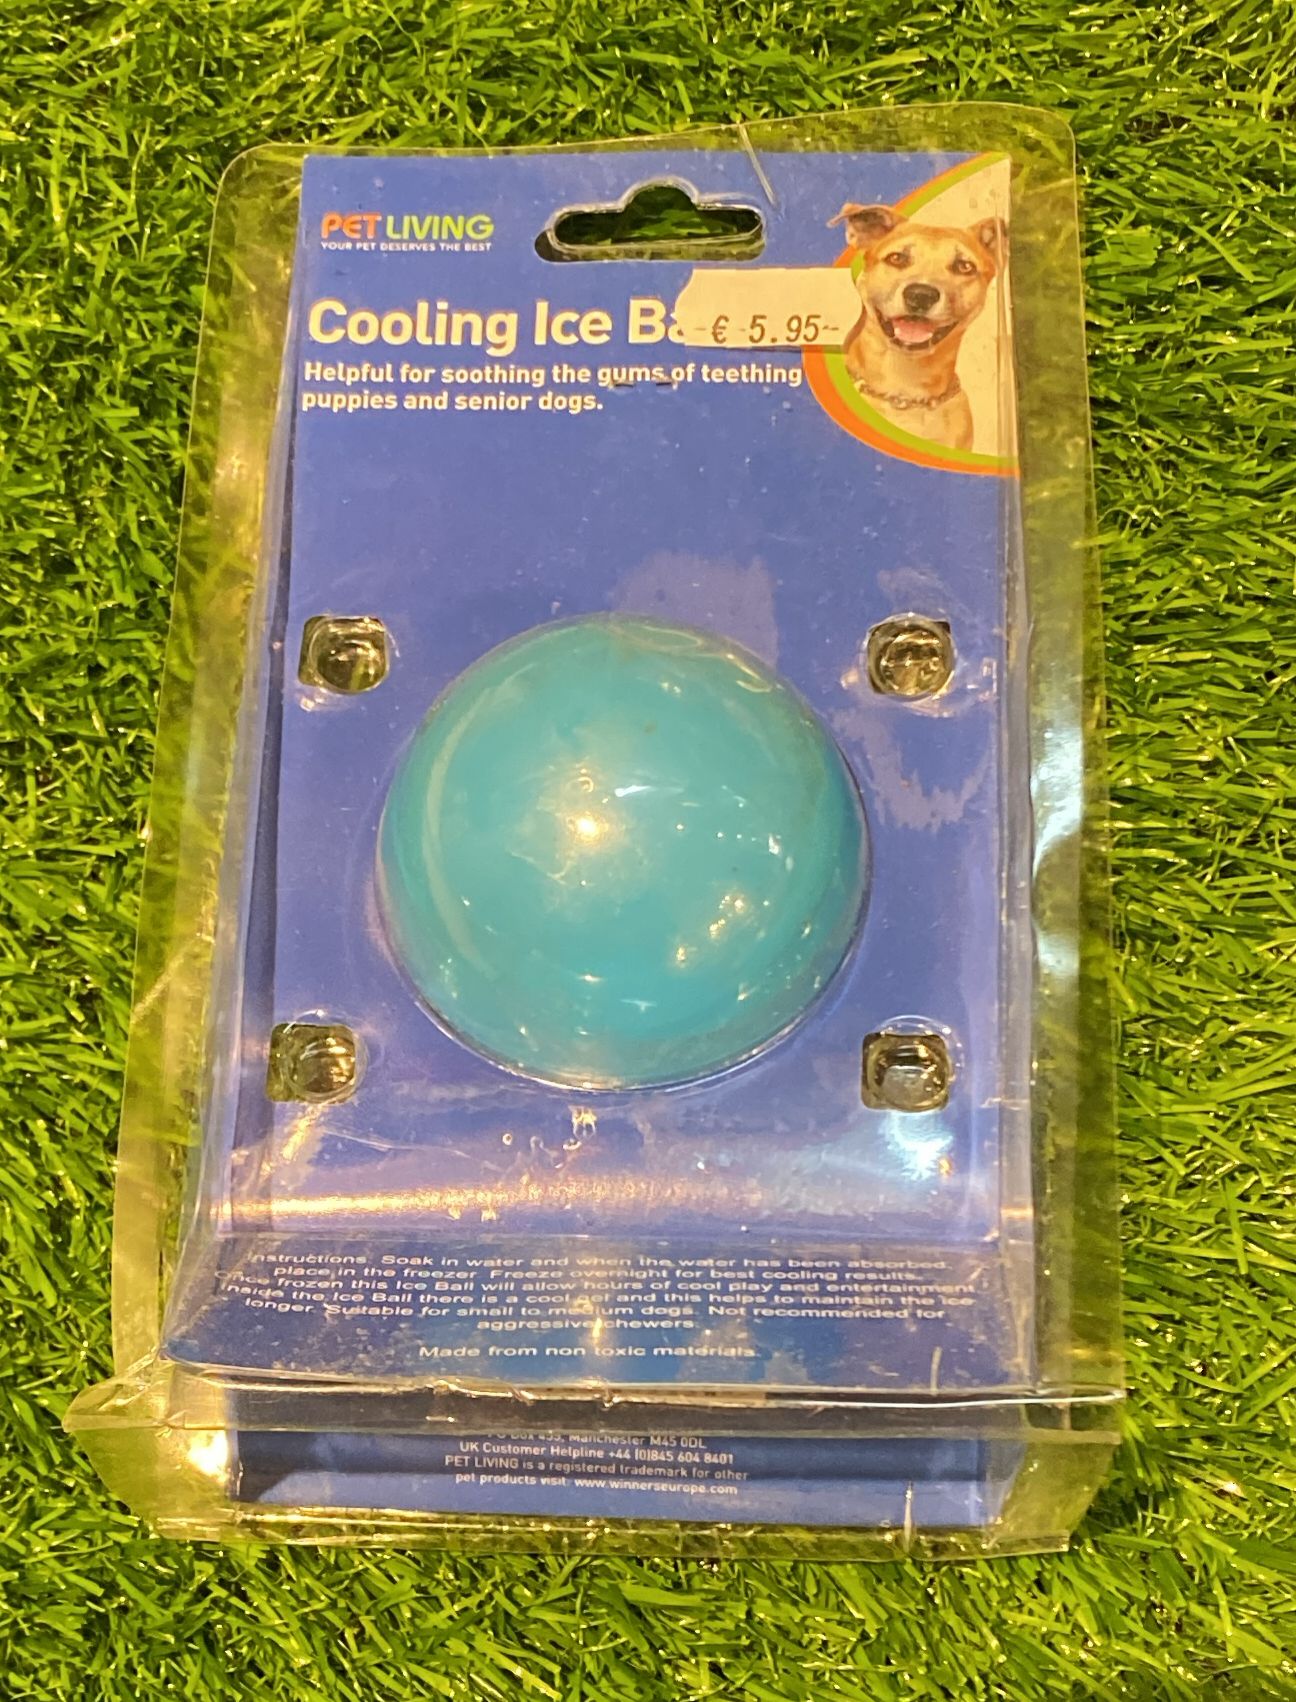 PET LIVING
YOUR PET DESERVES THE BEST
Cooling Ice Ba
€ 5.95
Helpful for soothing the gums of teething
puppies and senior dogs.
Instructions. Soak in water and when the water has been absorbed,
place in the freezer. Freeze overnight for best cooling results.
Once frozen this Ice Ball will allow hours of cool play and entertainment
Inside the Ice Ball there is a cool gel and this helps to maintain the ice
longer. Suitable for small to medium dogs. Not recommended for
aggressive chewers.
Made from non toxic materials.
PO Box 455, Manchester M45 0DL
UK Customer Helpline +44 (0)845 604 8401
PET LIVING is a registered trademark for other
pet products visit: www.winnerseurope.com